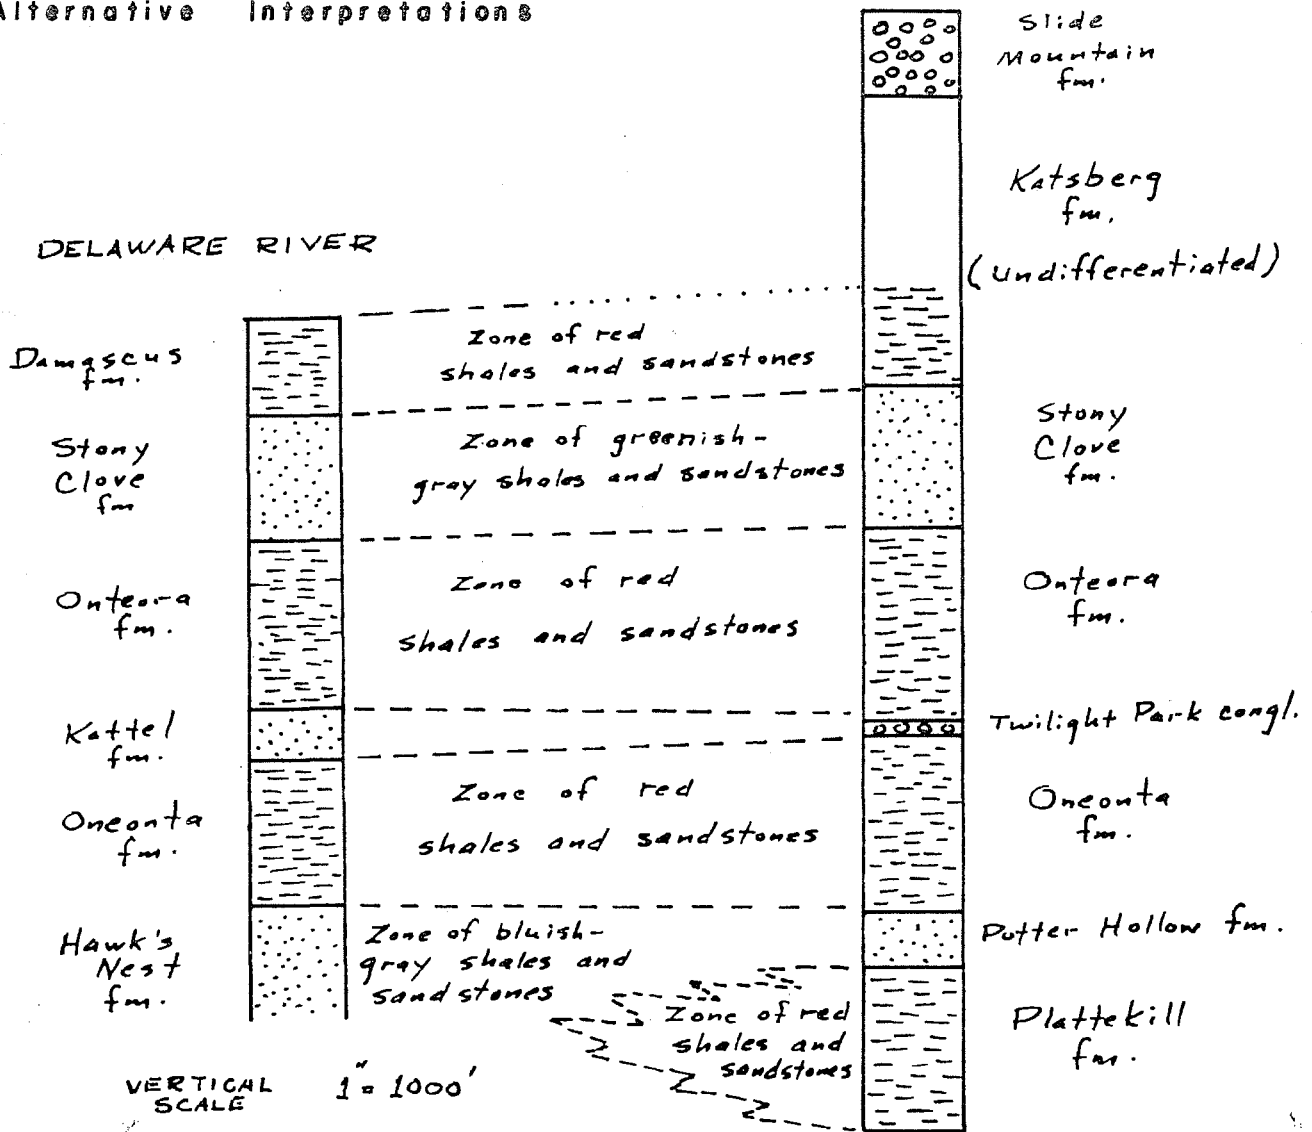 Alternative Interpretations
Slide
Mountain
fm.
Katsberg
fm.
(undifferentiated)
DELAWARE RIVER
Damascus
fm.
Zone of red
shales and sandstones
Stony
Clove
fm
Zone of greenish-
gray shales and sandstones
Stony
Clove
fm.
Onteora
fm.
Zone of red
shales and sandstones
Onteora
fm.
Kattel
fm.
Twilight Park congl.
Oneonta
fm.
Zone of red
shales and sandstones
Oneonta
fm.
Hawk's
Nest
fm.
Zone of bluish-
gray shales and
sandstones
Potter Hollow fm.
Zone of red
shales and
sandstones
Plattekill
fm.
VERTICAL
SCALE
1" = 1000'